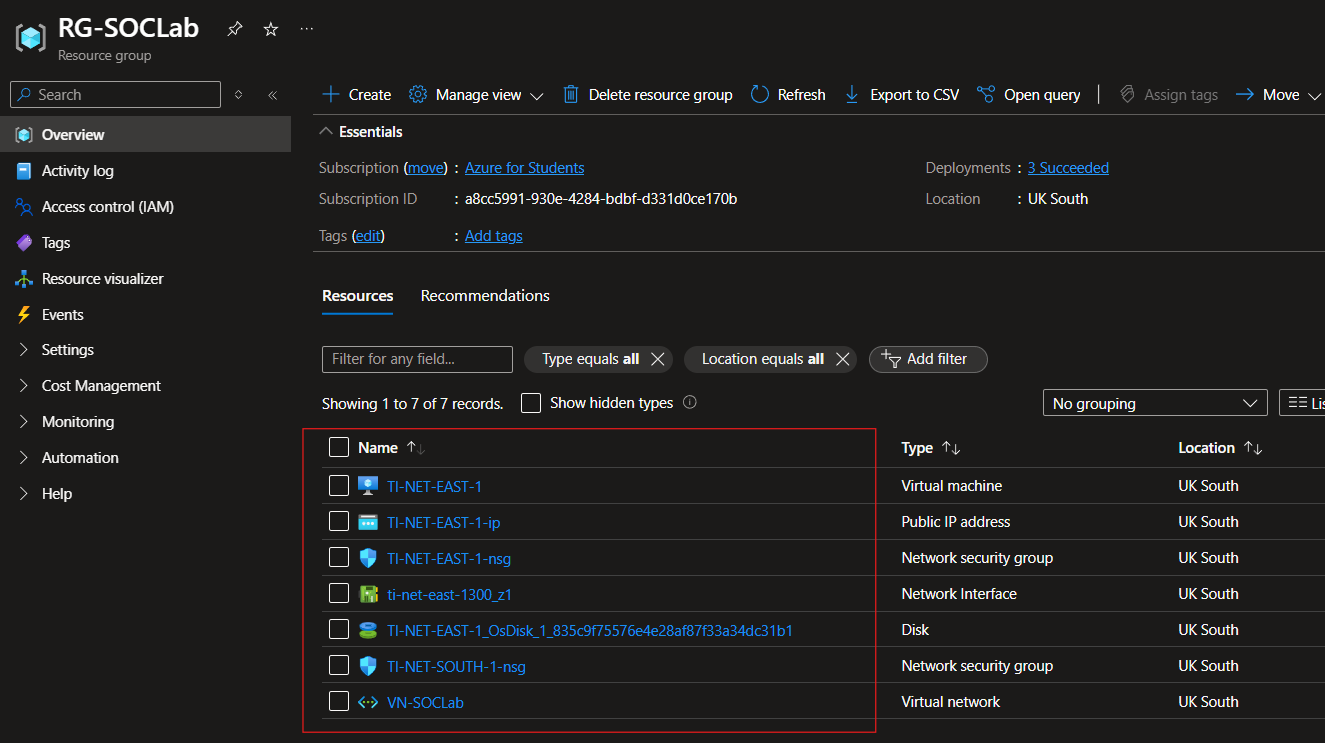 RG-SOCLab
Resource group
Search
Overview
Activity log
Access control (IAM)
Tags
Resource visualizer
Events
Settings
Cost Management
Monitoring
Automation
Help
Create Manage view Delete resource group Refresh Export to CSV Open query Assign tags Move
Essentials
Subscription (move) : Azure for Students Deployments : 3 Succeeded
Subscription ID : a8cc5991-930e-4284-bdbf-d331d0ce170b Location : UK South
Tags (edit) : Add tags
Resources Recommendations
Filter for any field... Type equals all Location equals all Add filter
Showing 1 to 7 of 7 records. Show hidden types No grouping
Name Type Location
TI-NET-EAST-1 Virtual machine UK South
TI-NET-EAST-1-ip Public IP address UK South
TI-NET-EAST-1-nsg Network security group UK South
ti-net-east-1300_z1 Network Interface UK South
TI-NET-EAST-1_OsDisk_1_835c9f75576e4e28af87f33a34dc31b1 Disk UK South
TI-NET-SOUTH-1-nsg Network security group UK South
VN-SOCLab Virtual network UK South